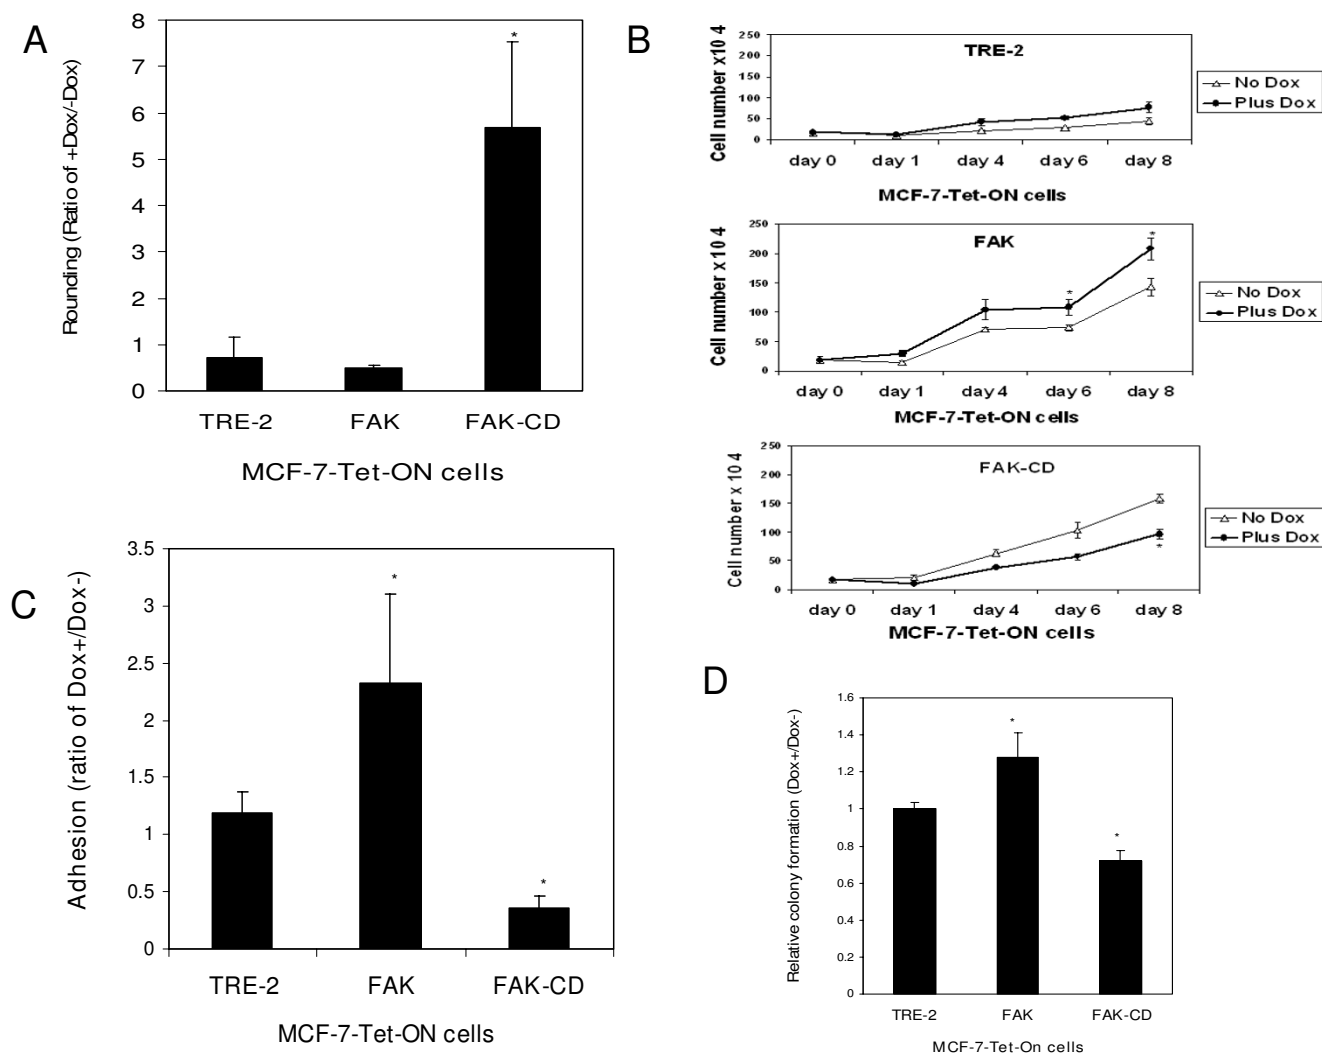 A
Rounding (Ratio of +Dox/-Dox)
8
7
6
5
4
3
2
1
0
*
TRE-2 FAK FAK-CD
MCF-7-Tet-ON cells
B
Cell number x10 4
250
200
150
100
50
0
TRE-2
day 0 day 1 day 4 day 6 day 8
MCF-7-Tet-ON cells
No Dox
Plus Dox
Cell number x10 4
250
200
150
100
50
0
FAK
*
*
day 0 day 1 day 4 day 6 day 8
MCF-7-Tet-ON cells
No Dox
Plus Dox
Cell number x 10 4
250
200
150
100
50
0
FAK-CD
*
day 0 day 1 day 4 day 6 day 8
MCF-7-Tet-ON cells
No Dox
Plus Dox
C
Adhesion (ratio of Dox+/Dox-)
3.5
3
2.5
2
1.5
1
0.5
0
*
*
TRE-2 FAK FAK-CD
MCF-7-Tet-ON cells
D
Relative colony formation (Dox+/Dox-)
1.6
1.4
1.2
1
0.8
0.6
0.4
0.2
0
*
*
TRE-2 FAK FAK-CD
MCF-7-Tet-On cells